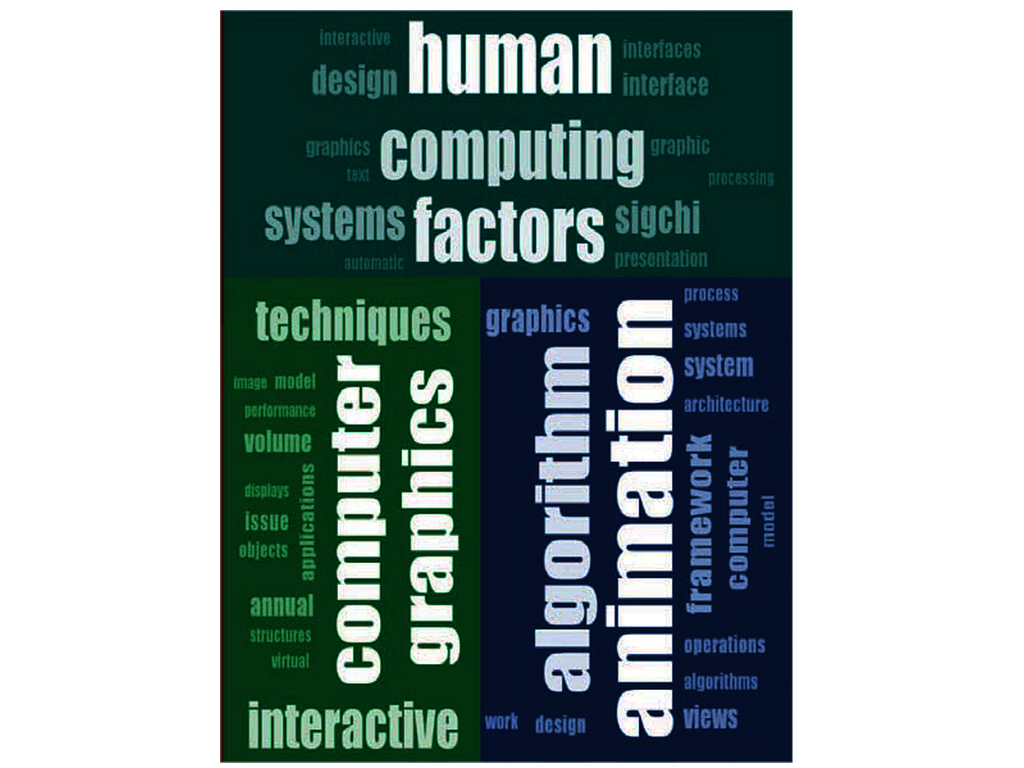 interactive
human
interfaces
design
interface
graphics
computing
graphic
text
processing
systems
factors
sigchi
automatic
presentation
techniques
image model
performance
volume
displays
applications
issue
objects
annual
structures
virtual
computer
graphics
interactive
graphics
algorithm
animation
process
systems
system
architecture
framework
computer
model
operations
algorithms
views
work
design